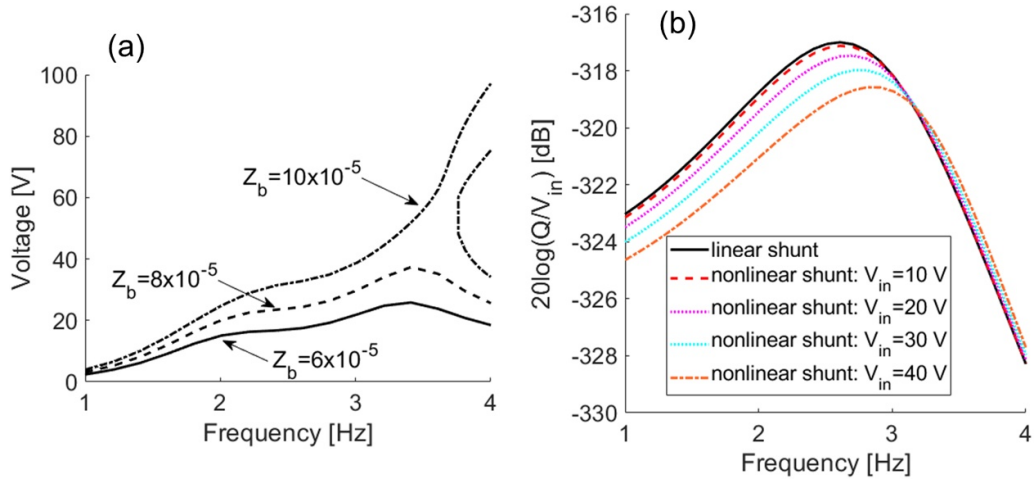 (a)
100
80
60
40
20
0
Voltage [V]
Z_b=10x10^-5
Z_b=8x10^-5
Z_b=6x10^-5
1 2 3 4
Frequency [Hz]
(b)
-316
-318
-320
-322
-324
-326
-328
-330
20log(Q/V_in) [dB]
linear shunt
nonlinear shunt: V_in=10 V
nonlinear shunt: V_in=20 V
nonlinear shunt: V_in=30 V
nonlinear shunt: V_in=40 V
1 2 3 4
Frequency [Hz]